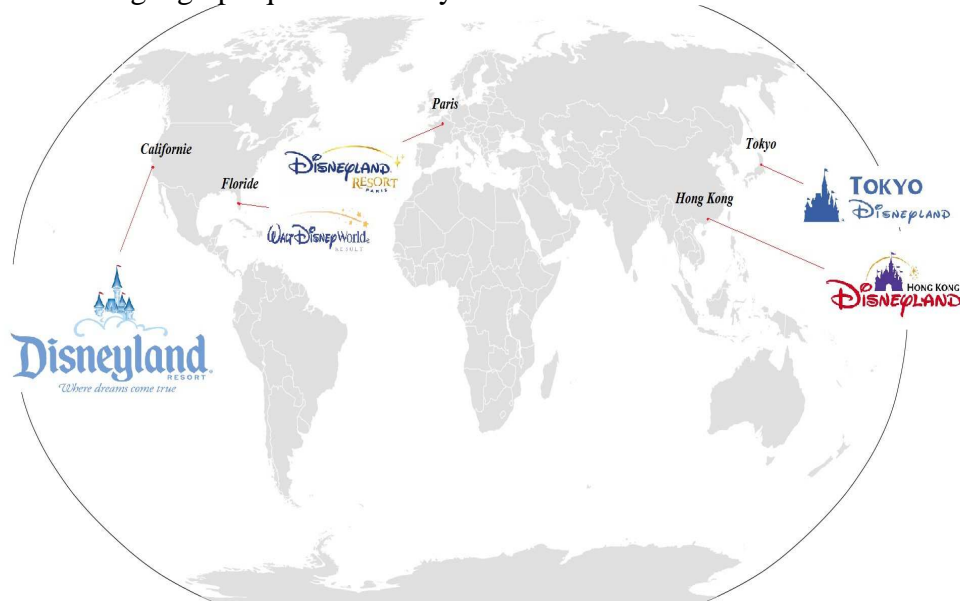 Paris
Californie
Tokyo
DISNEYLAND
RESORT
PARIS
Floride
TOKYO
DISNEYLAND
Hong Kong
WALT DISNEY World
RESORT
HONG KONG
DISNEYLAND
Disneyland
RESORT
Where dreams come true